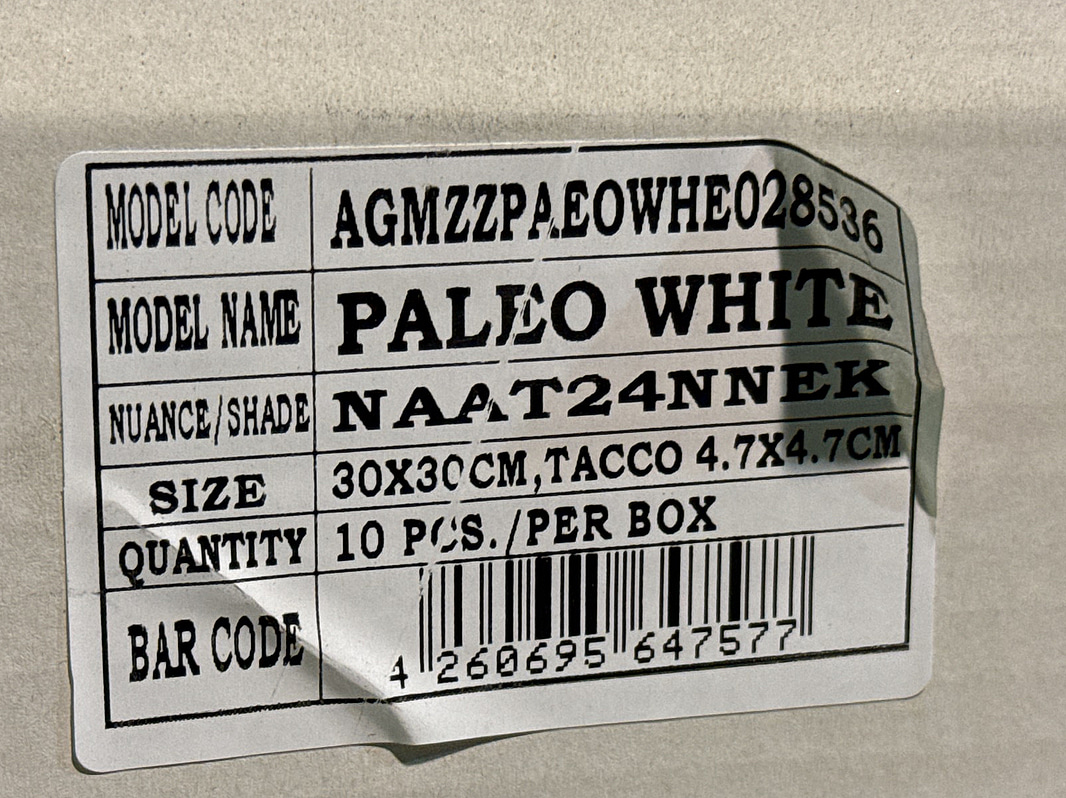 MODEL CODE AGMZZPAEOWHE028536
MODEL NAME PALEO WHITE
NUANCE/SHADE NAAT24NNEK
SIZE 30X30CM,TACCO 4.7X4.7CM
QUANTITY 10 PCS./PER BOX
BAR CODE 4 260695 647577